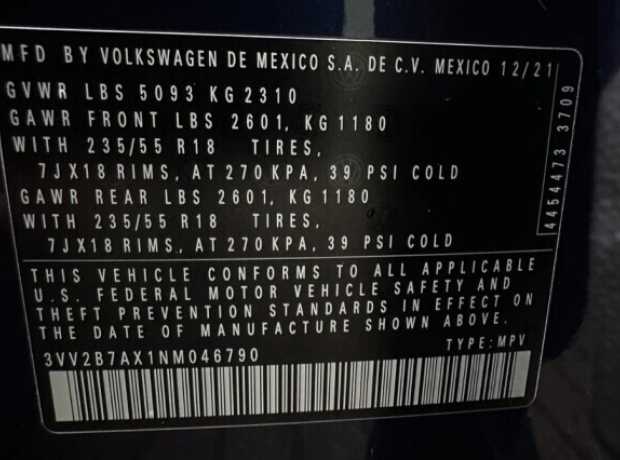 MFD BY VOLKSWAGEN DE MEXICO S.A. DE C.V. MEXICO 12/21
GVWR LBS 5093 KG 2310
GAWR FRONT LBS 2601, KG 1180
WITH 235/55 R18 TIRES,
7JX18 RIMS, AT 270 KPA, 39 PSI COLD
GAWR REAR LBS 2601, KG 1180
WITH 235/55 R18 TIRES,
7JX18 RIMS, AT 270 KPA, 39 PSI COLD
4454473 3709
THIS VEHICLE CONFORMS TO ALL APPLICABLE
U.S. FEDERAL MOTOR VEHICLE SAFETY AND
THEFT PREVENTION STANDARDS IN EFFECT ON
THE DATE OF MANUFACTURE SHOWN ABOVE.
3VV2B7AX1NM046790 TYPE: MPV